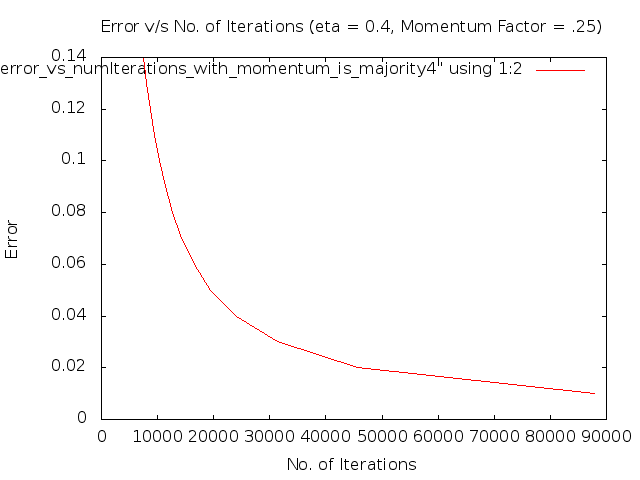 Error v/s No. of Iterations (eta = 0.4, Momentum Factor = .25)
error_vs_numIterations_with_momentum_is_majority4" using 1:2
0.14
0.12
0.1
0.08
0.06
0.04
0.02
0
Error
0 10000 20000 30000 40000 50000 60000 70000 80000 90000
No. of Iterations